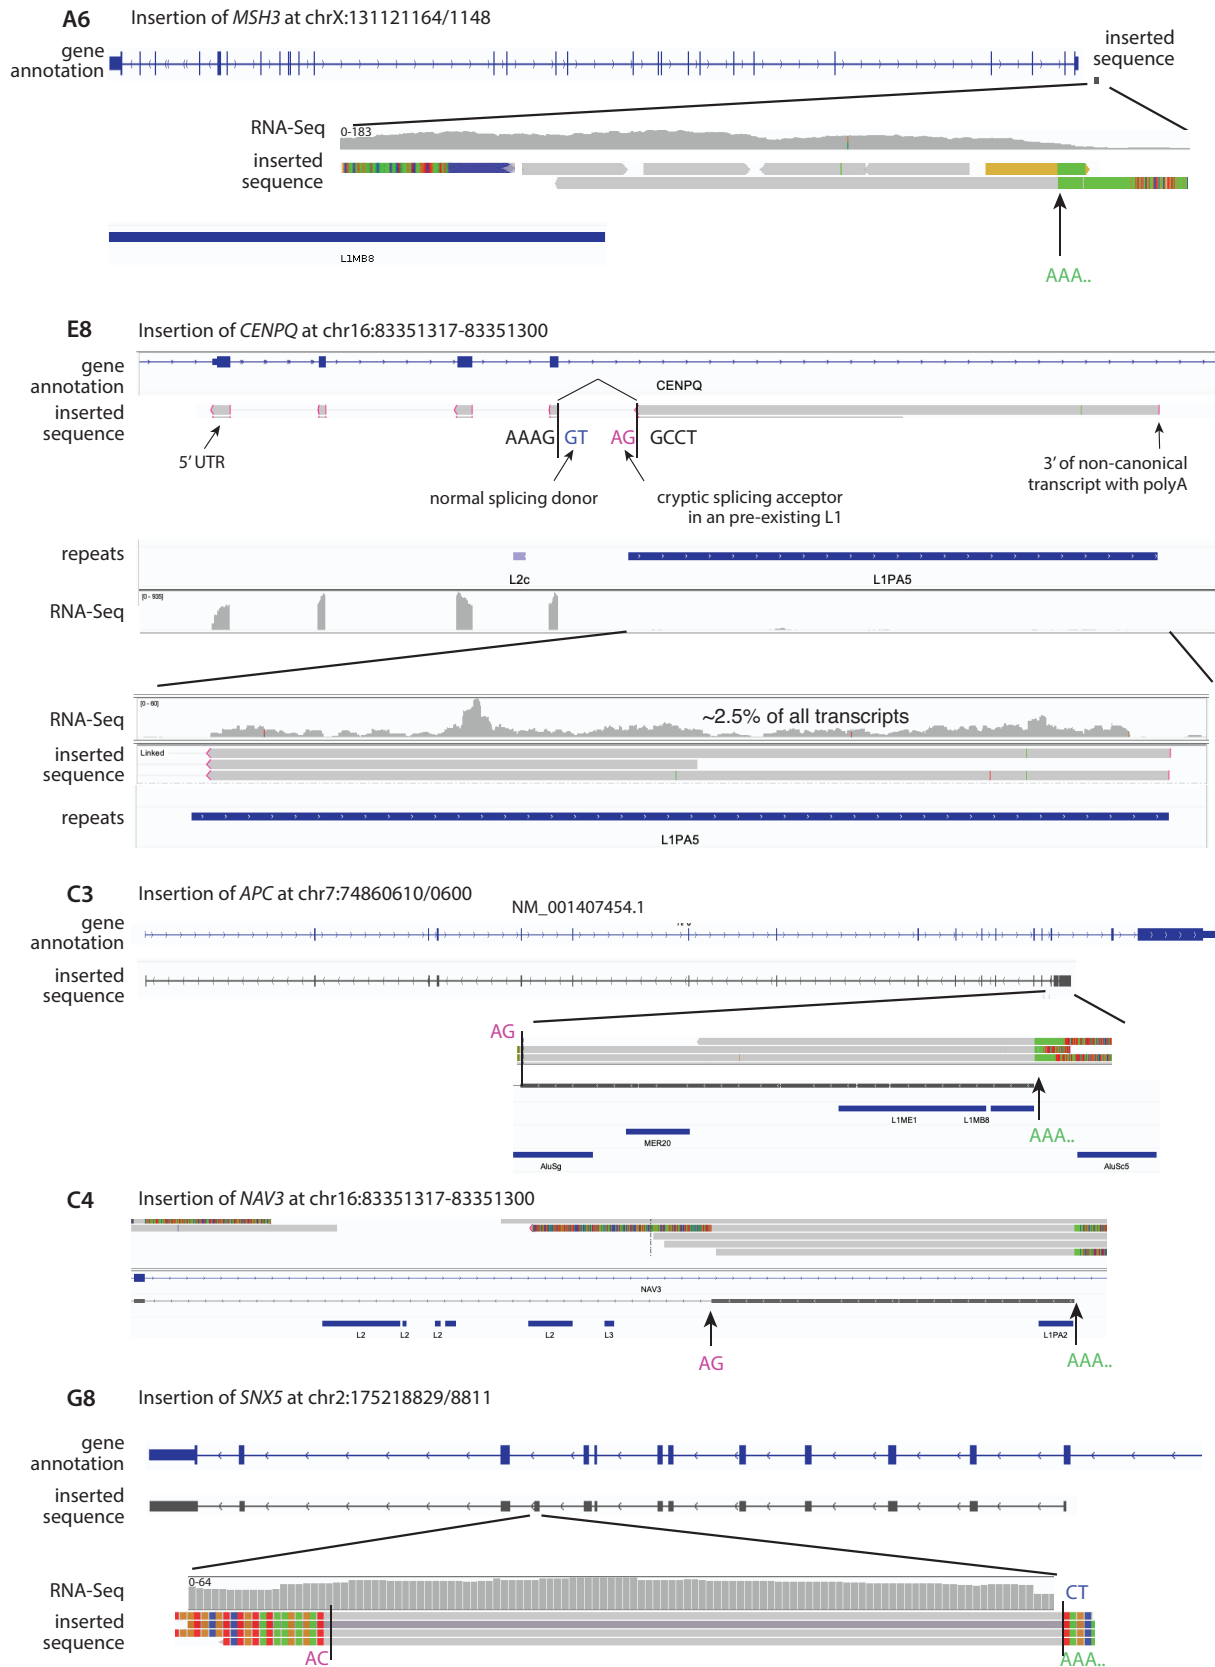 A6 Insertion of MSH3 at chrX:131121164/1148
gene
annotation
inserted
sequence
RNA-Seq
0-183
inserted
sequence
L1MB8
AAA..
E8 Insertion of CENPQ at chr16:83351317-83351300
gene
annotation
CENPQ
inserted
sequence
AAAG GT AG GCCT
5' UTR
normal splicing donor
cryptic splicing acceptor
in an pre-existing L1
3' of non-canonical
transcript with polyA
repeats
L2c
L1PA5
RNA-Seq
[0 - 935]
[0 - 60]
RNA-Seq
~2.5% of all transcripts
inserted
sequence
Linked
repeats
L1PA5
C3 Insertion of APC at chr7:74860610/0600
NM_001407454.1
gene
annotation
inserted
sequence
AG
L1ME1
L1MB8
AAA..
MER20
AluSg
AluSc5
C4 Insertion of NAV3 at chr16:83351317-83351300
NAV3
L2 L2 L2 L2 L3 L1PA2
AG
AAA..
G8 Insertion of SNX5 at chr2:175218829/8811
gene
annotation
inserted
sequence
RNA-Seq
0-64
CT
inserted
sequence
AC
AAA..